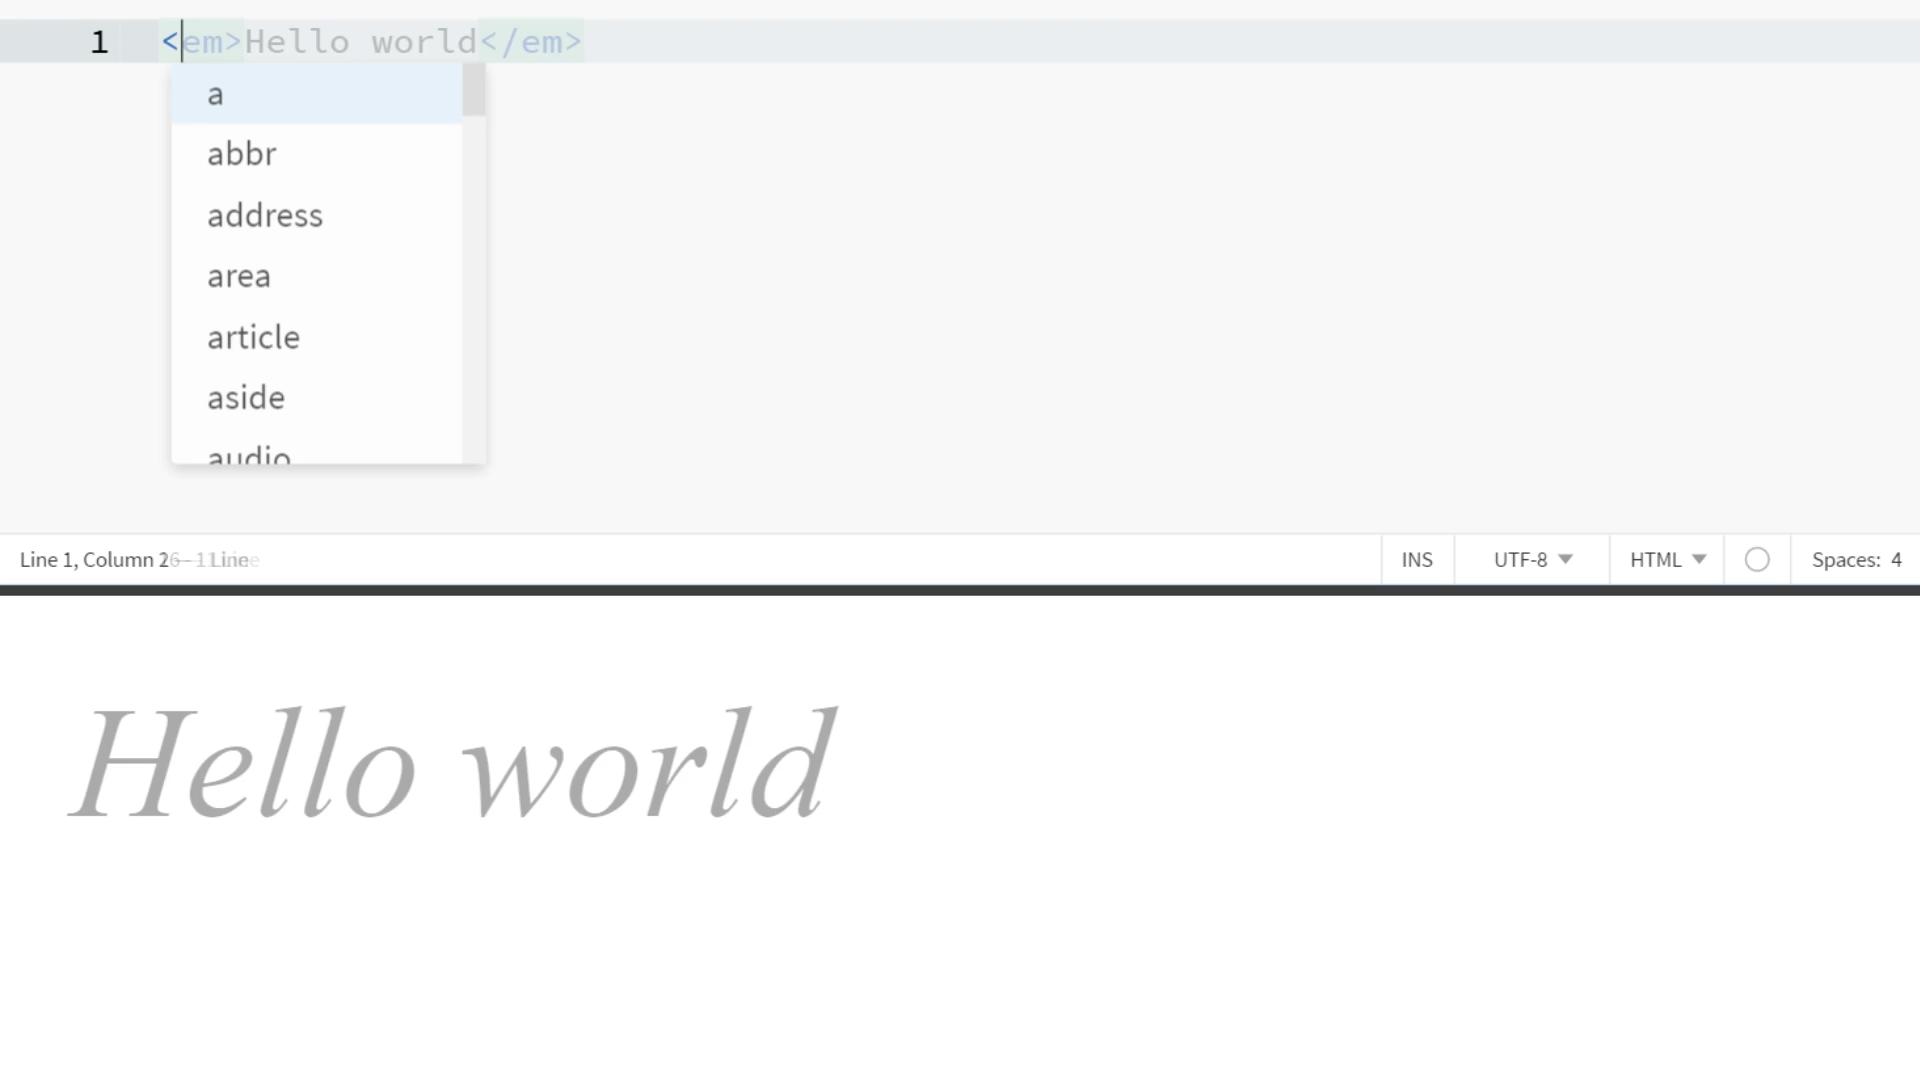 1 <em>Hello world</em>
a
abbr
address
area
article
aside
audio
Line 1, Column 2
INS UTF-8 HTML Spaces: 4
Hello world